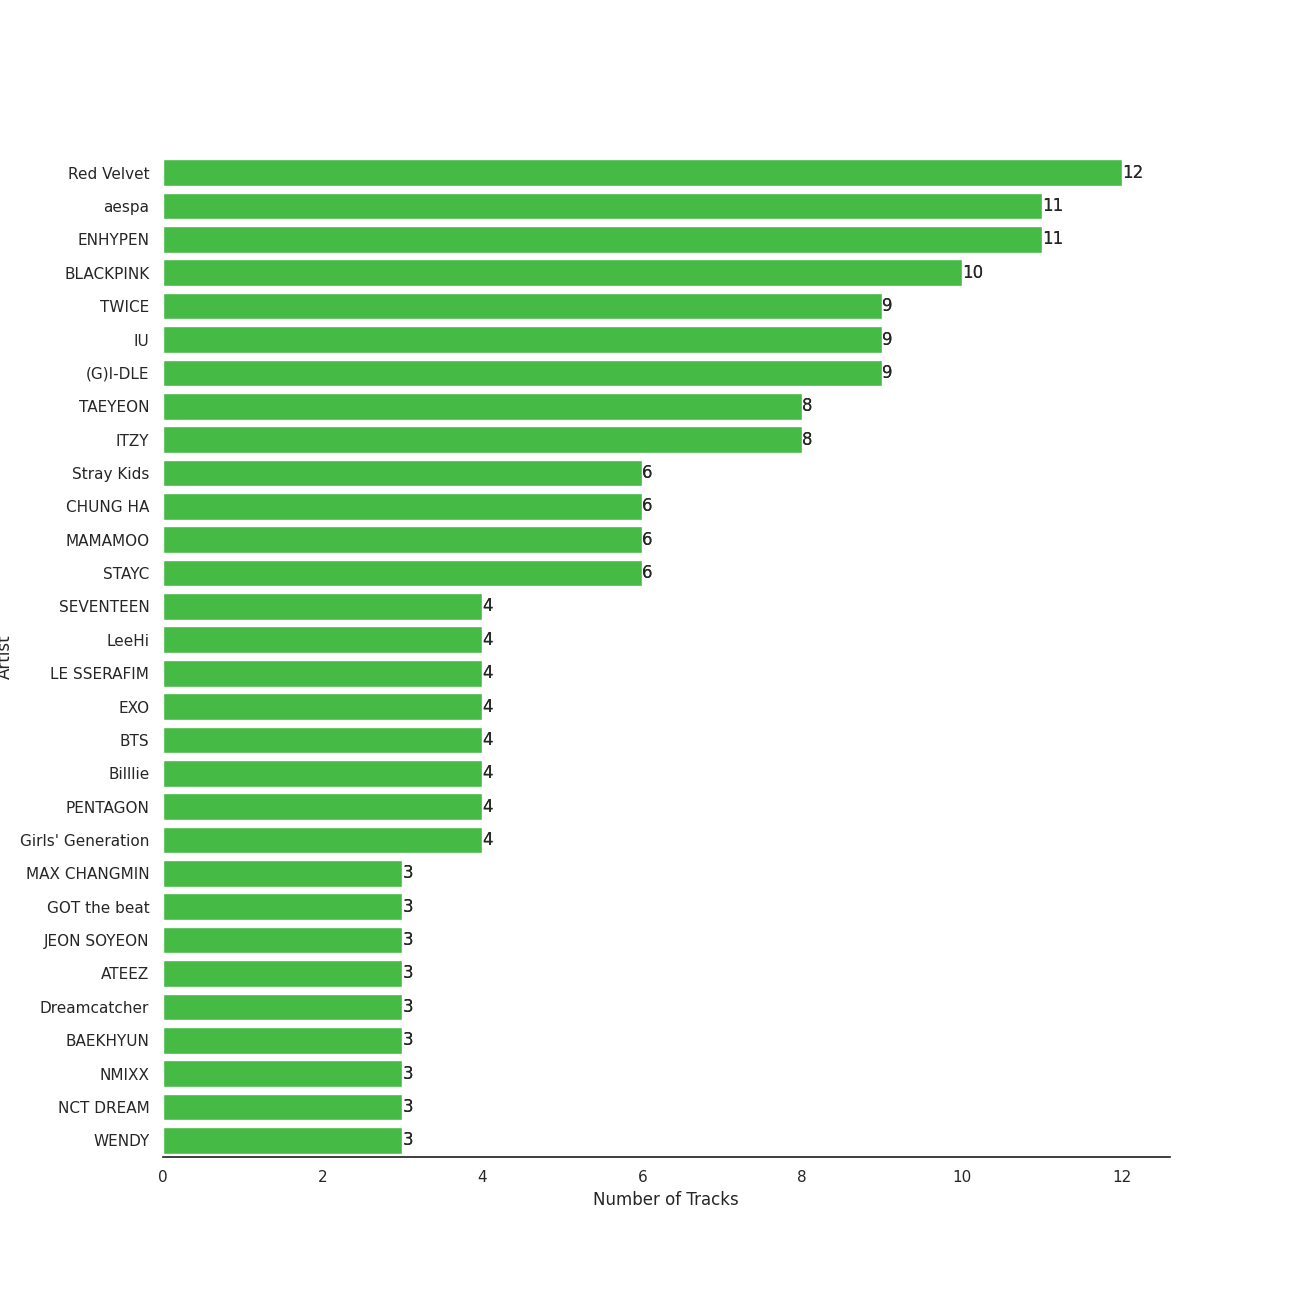 Red Velvet 12
aespa 11
ENHYPEN 11
BLACKPINK 10
TWICE 9
IU 9
(G)I-DLE 9
TAEYEON 8
ITZY 8
Stray Kids 6
CHUNG HA 6
MAMAMOO 6
STAYC 6
SEVENTEEN 4
LeeHi 4
LE SSERAFIM 4
EXO 4
BTS 4
Billlie 4
PENTAGON 4
Girls' Generation 4
MAX CHANGMIN 3
GOT the beat 3
JEON SOYEON 3
ATEEZ 3
Dreamcatcher 3
BAEKHYUN 3
NMIXX 3
NCT DREAM 3
WENDY 3
Artist
0 2 4 6 8 10 12
Number of Tracks